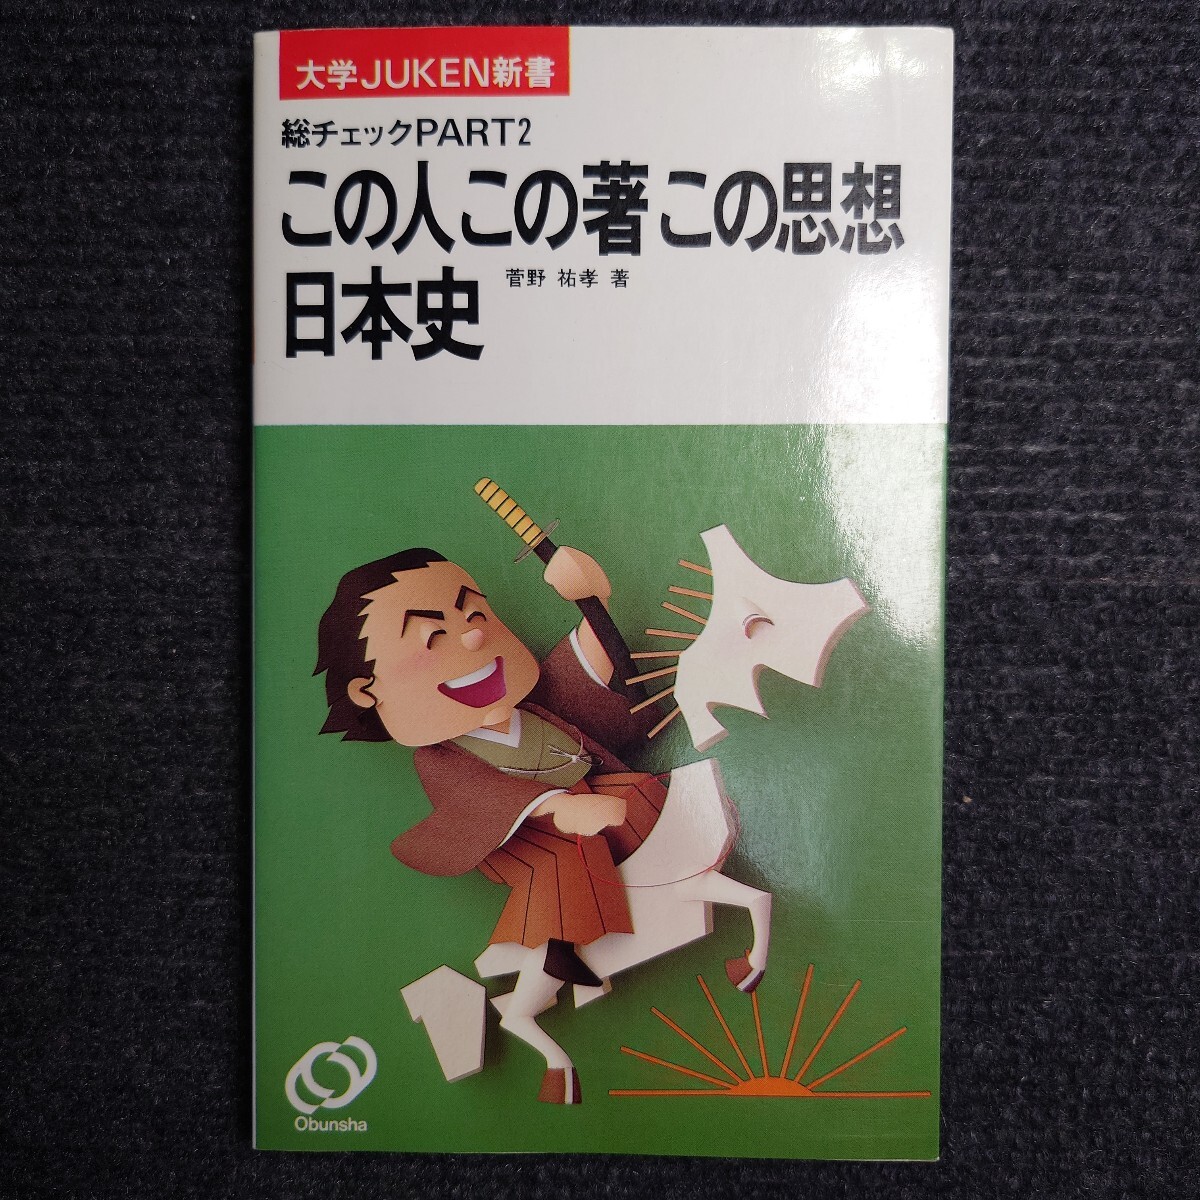 大学JUKEN新書
総チェックPART2
この人この著この思想
日本史 菅野 祐孝 著
Obunsha